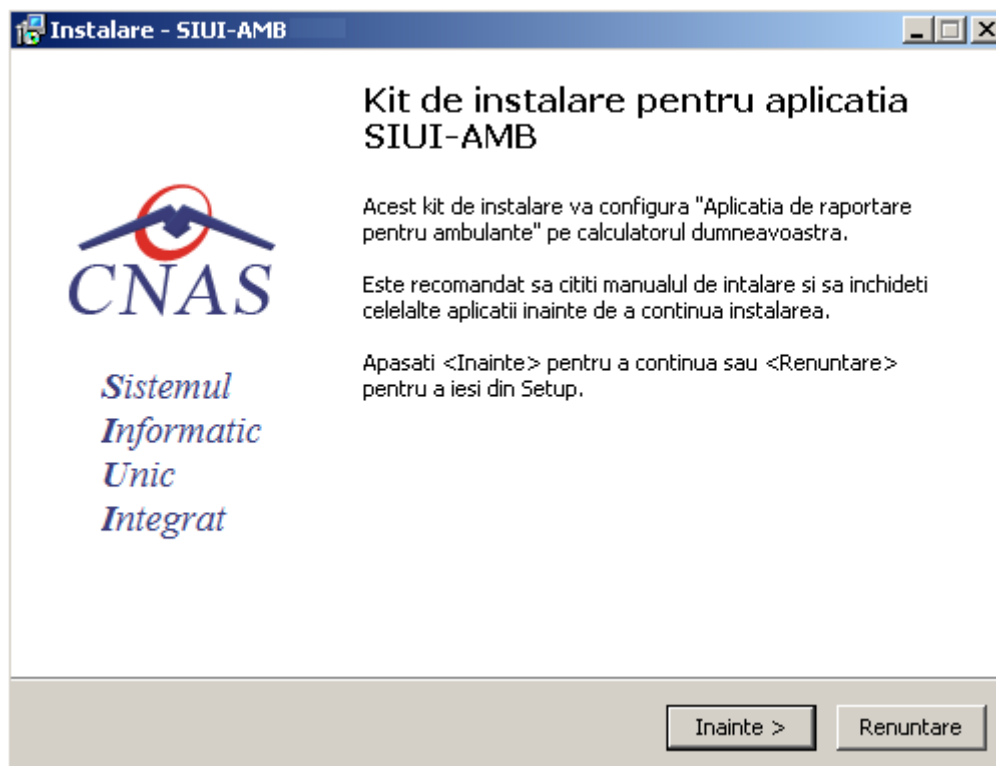 Instalare - SIUI-AMB
Kit de instalare pentru aplicatia
SIUI-AMB
Acest kit de instalare va configura "Aplicatia de raportare
pentru ambulante" pe calculatorul dumneavoastra.
Este recomandat sa cititi manualul de intalare si sa inchideti
celelalte aplicatii inainte de a continua instalarea.
Apasati <Inainte> pentru a continua sau <Renuntare>
pentru a iesi din Setup.
CNAS
Sistemul
Informatic
Unic
Integrat
Inainte >
Renuntare